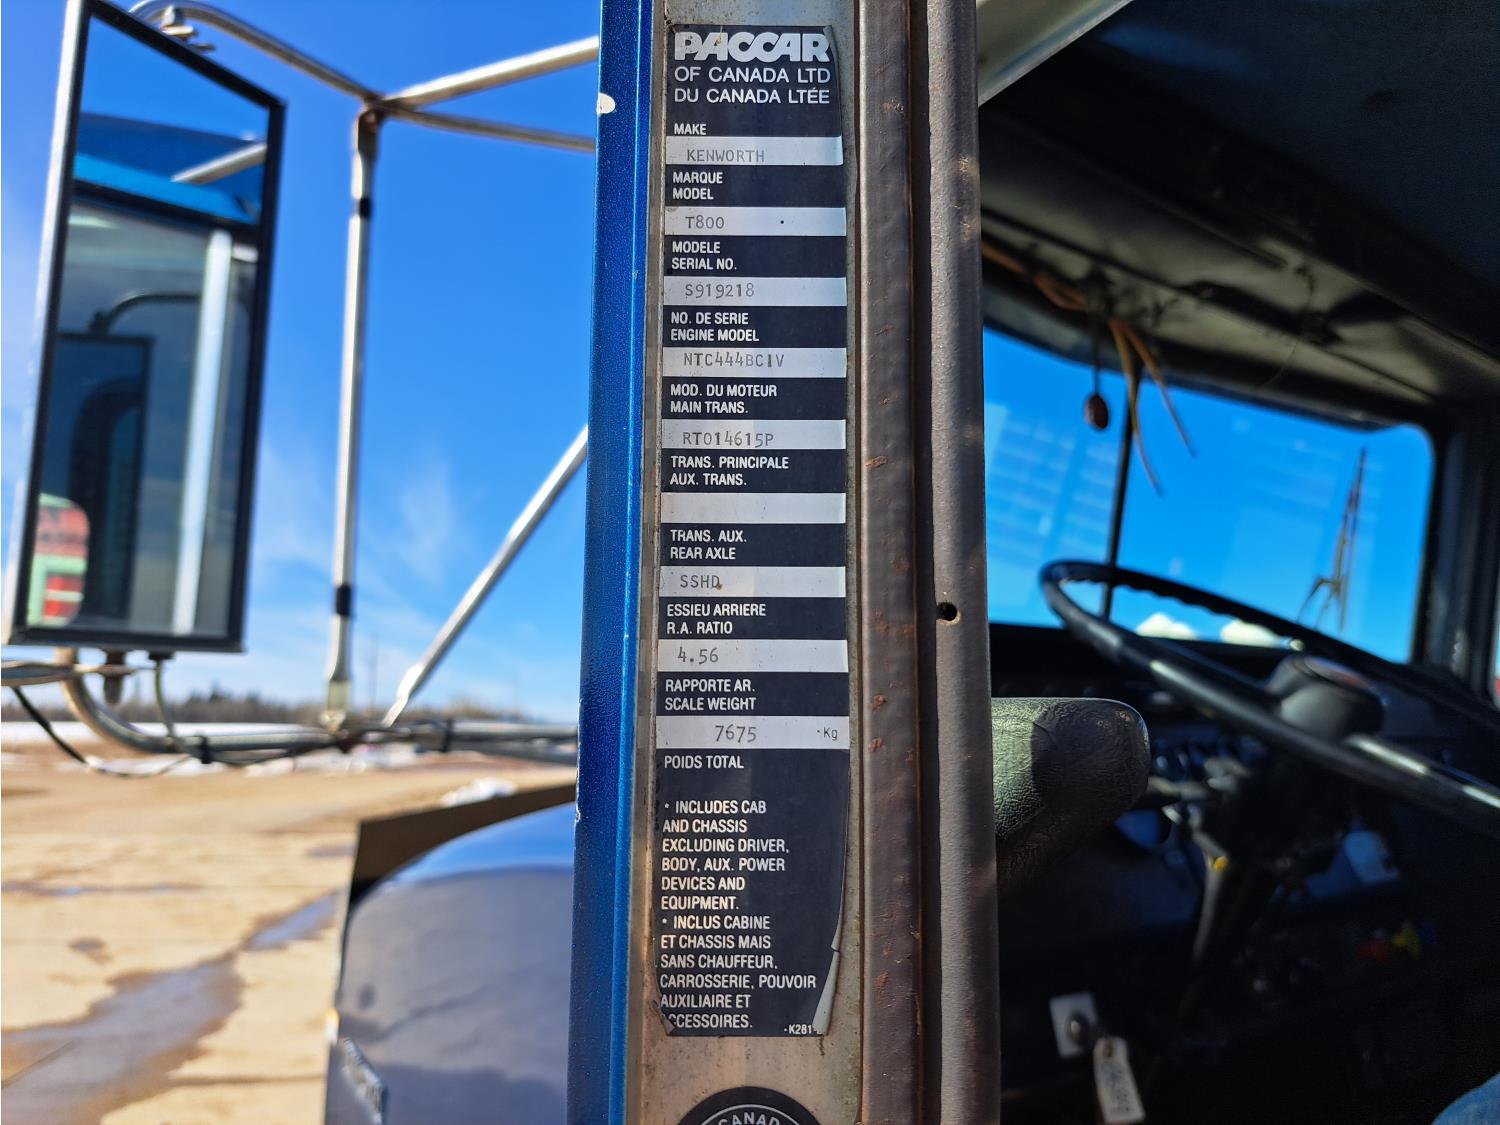 PACCAR
OF CANADA LTD
DU CANADA LTÉE
MAKE
KENWORTH
MARQUE
MODEL
T800
MODELE
SERIAL NO.
S919218
NO. DE SERIE
ENGINE MODEL
NTC444BCIV
MOD. DU MOTEUR
MAIN TRANS.
RTO14615P
TRANS. PRINCIPALE
AUX. TRANS.
TRANS. AUX.
REAR AXLE
SSHD
ESSIEU ARRIERE
R.A. RATIO
4.56
RAPPORTE AR.
SCALE WEIGHT
7675 ·Kg
POIDS TOTAL
* INCLUDES CAB
AND CHASSIS
EXCLUDING DRIVER,
BODY, AUX. POWER
DEVICES AND
EQUIPMENT.
* INCLUS CABINE
ET CHASSIS MAIS
SANS CHAUFFEUR,
CARROSSERIE, POUVOIR
AUXILIAIRE ET
CCESSOIRES.
·K281-
CANADA